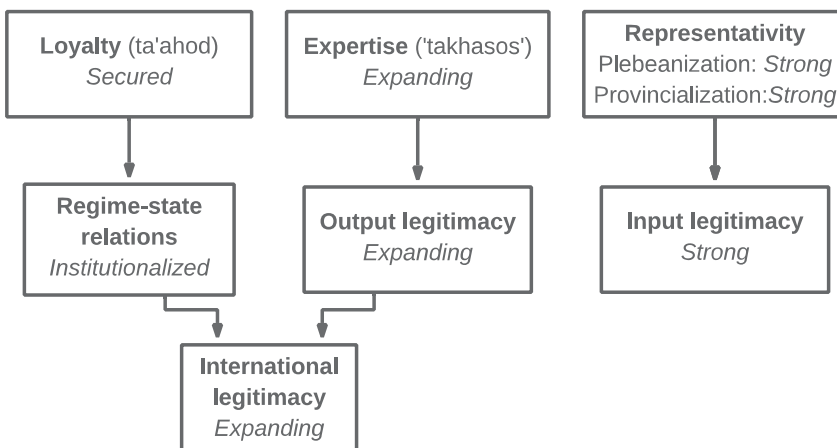 Loyalty (ta'ahod)
Secured
Expertise ('takhasos')
Expanding
Representativity
Plebeanization: Strong
Provincialization:Strong
Regime-state
relations
Institutionalized
Output legitimacy
Expanding
Input legitimacy
Strong
International
legitimacy
Expanding